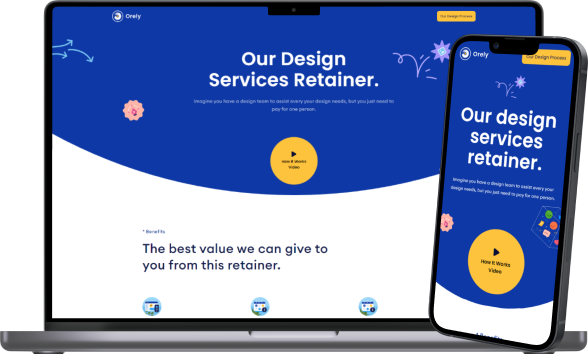 Orely
Our Design Process
Our Design
Services Retainer.
Imagine you have a design team to assist every your design needs, but you just need to
pay for one person.
How It Works
Video
* Benefits
The best value we can give to
you from this retainer.
Orely
Our Design Process
Our design
services
retainer.
Imagine you have a design team to assist every your
design needs, but you just need to pay for one person.
How It Works
Video
* Benefits